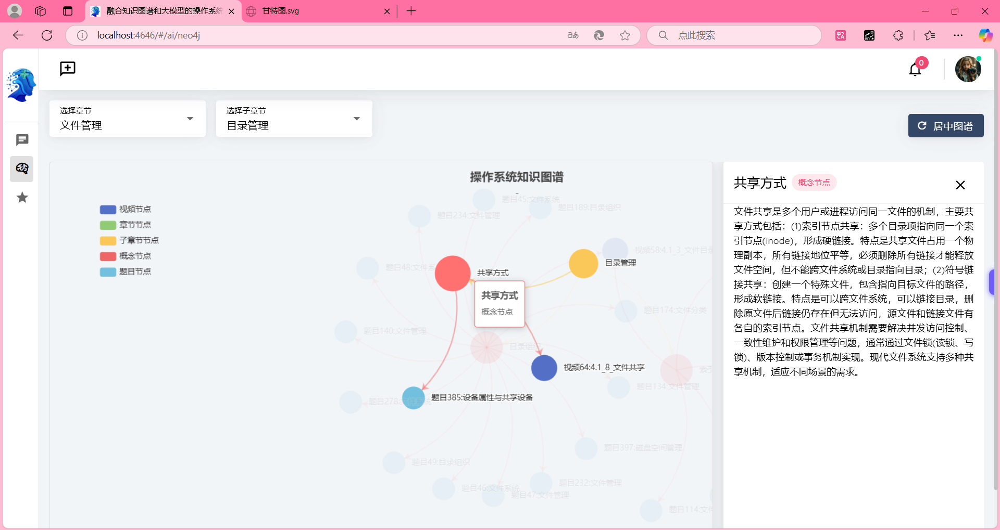 融合知识图谱和大模型的操作系统
甘特图.svg
localhost:4646/#/ai/neo4j
点此搜索
0
选择章节
文件管理
选择子章节
目录管理
居中图谱
操作系统知识图谱
-
视频节点
章节节点
子章节节点
概念节点
题目节点
题目45:文件系统
题目189:目录组织
题目234:文件管理
视频58:4.1_3_文件目录
目录管理
题目48:文件系
共享方式
共享方式
概念节点
题目174:文件分类
题目140:文件管理
目录组织
视频64:4.1_8_文件共享
索引
题目134:文件管理
题目385:设备属性与共享设备
题目278:文件系统
题目397:磁盘空间管理
题目49:目录组织
题目232:文件管理
题目46:文件系统
题目47:文件管理
题目114:文件
共享方式 概念节点
文件共享是多个用户或进程访问同一文件的机制，主要共
享方式包括：(1)索引节点共享：多个目录项指向同一个索
引节点(inode)，形成硬链接。特点是共享文件占用一个物
理副本，所有链接地位平等，必须删除所有链接才能释放
文件空间，但不能跨文件系统或目录指向目录；(2)符号链
接共享：创建一个特殊文件，包含指向目标文件的路径，
形成软链接。特点是可以跨文件系统，可以链接目录，删
除原文件后链接仍存在但无法访问，源文件和链接文件有
各自的索引节点。文件共享机制需要解决并发访问控制、
一致性维护和权限管理等问题，通常通过文件锁(读锁、写
锁)、版本控制或事务机制实现。现代文件系统支持多种共
享机制，适应不同场景的需求。